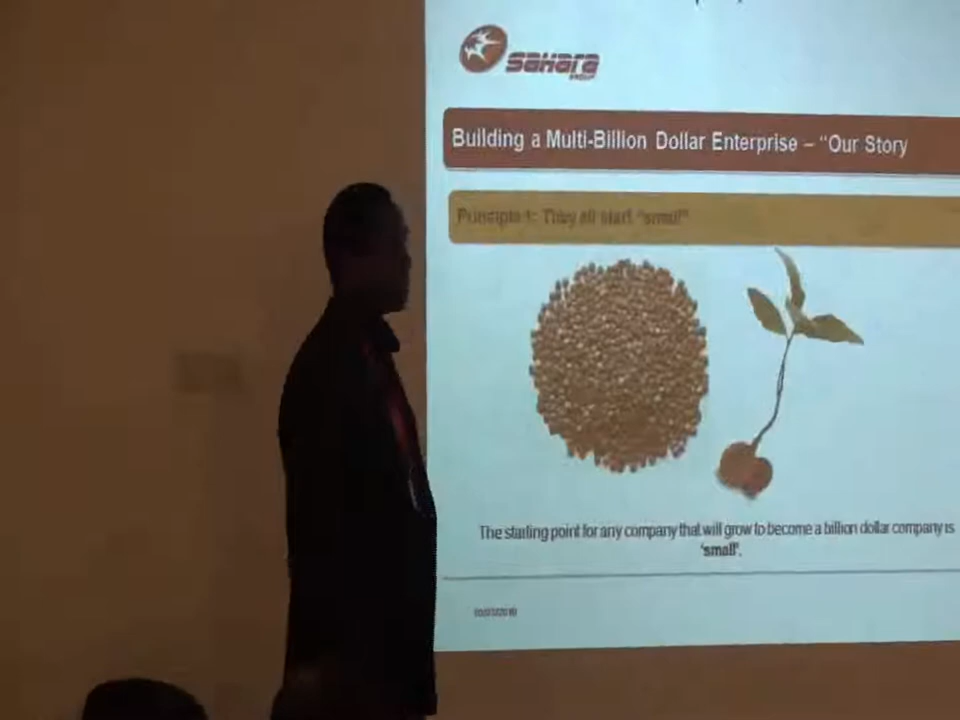 sahara
GROUP
Building a Multi-Billion Dollar Enterprise – "Our Story
Principle 1: They all start "small"
The starting point for any company that will grow to become a billion dollar company is
'small'.